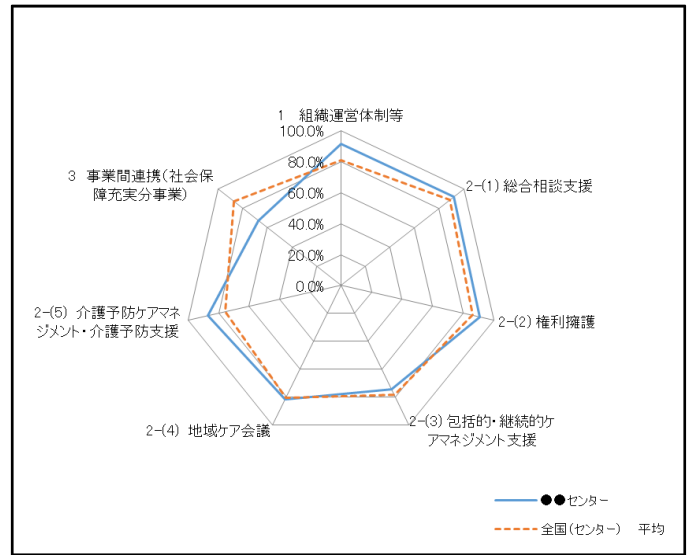 1　組織運営体制等
100.0%
80.0%
60.0%
40.0%
20.0%
0.0%
2-(1) 総合相談支援
2-(2) 権利擁護
2-(3) 包括的・継続的ケ
アマネジメント支援
2-(4) 地域ケア会議
2-(5) 介護予防ケアマネ
ジメント・介護予防支援
3　事業間連携(社会保
障充実分事業)
●●センター
全国(センター)　平均